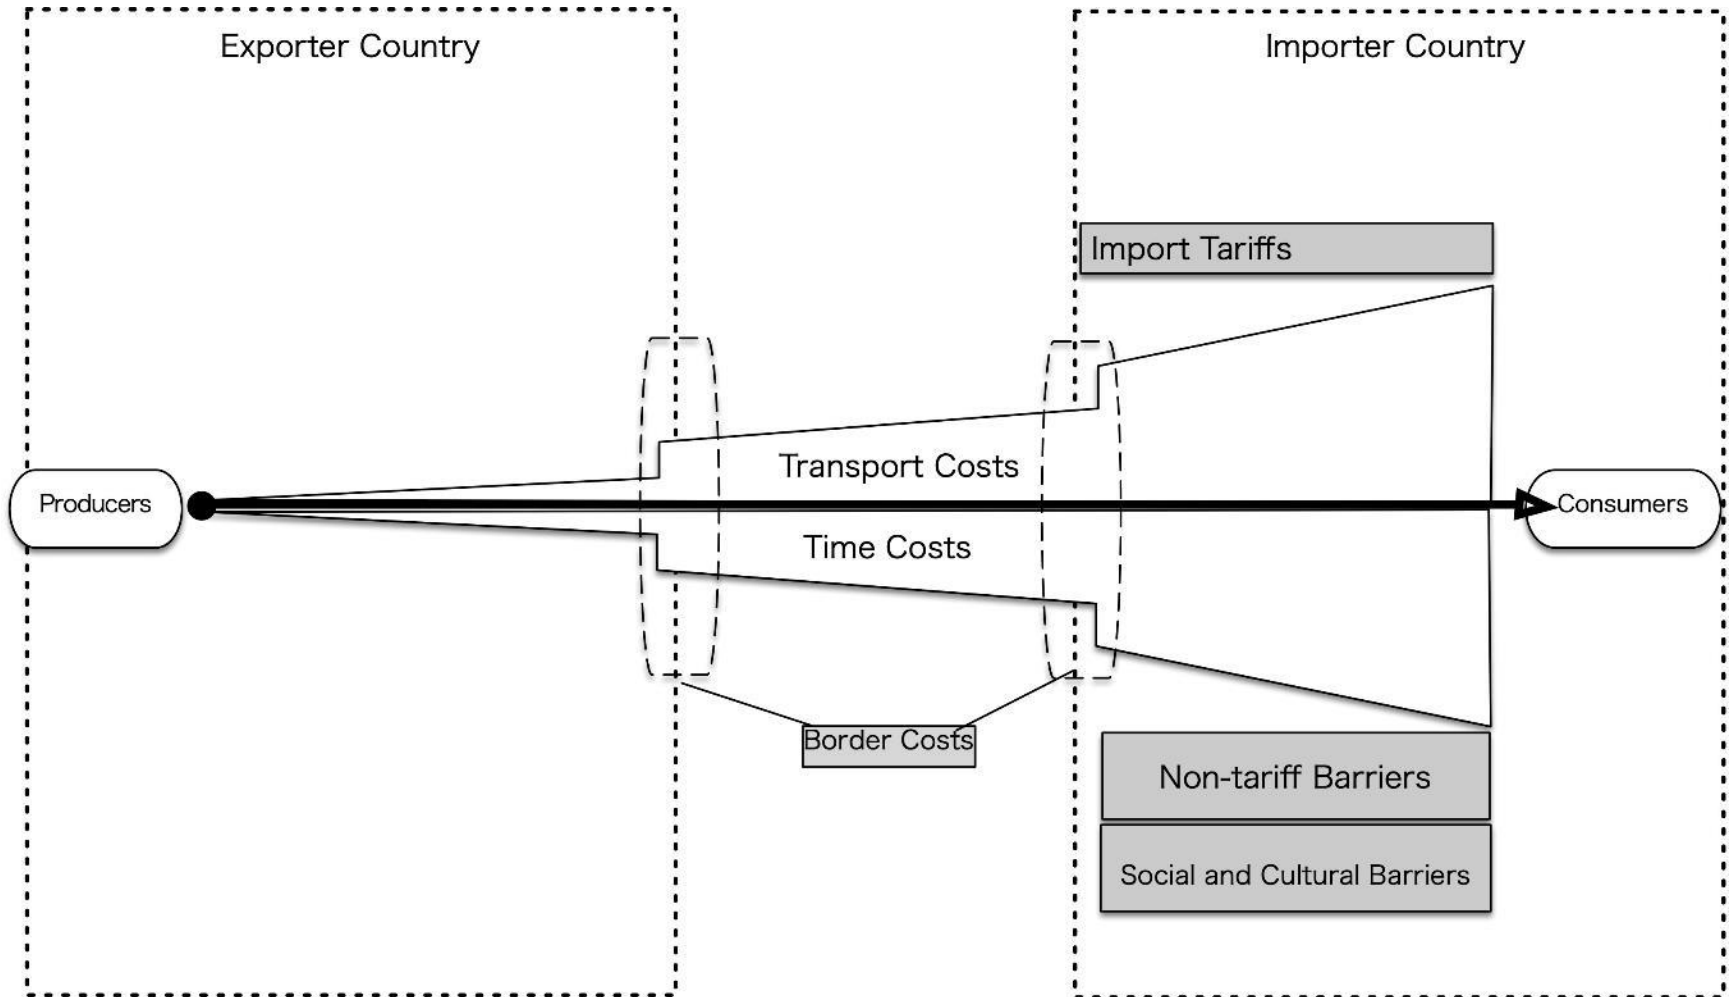 Exporter Country
Importer Country
Import Tariffs
Transport Costs
Producers
Consumers
Time Costs
Border Costs
Non-tariff Barriers
Social and Cultural Barriers